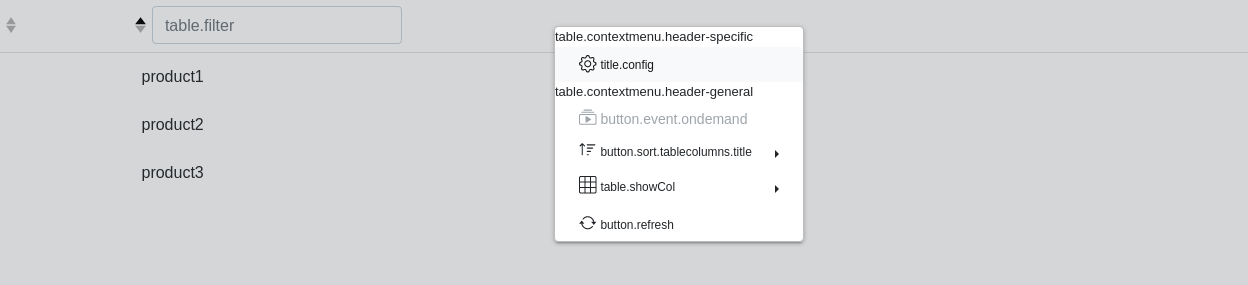 table.filter
product1
product2
product3
table.contextmenu.header-specific
title.config
table.contextmenu.header-general
button.event.ondemand
button.sort.tablecolumns.title
table.showCol
button.refresh